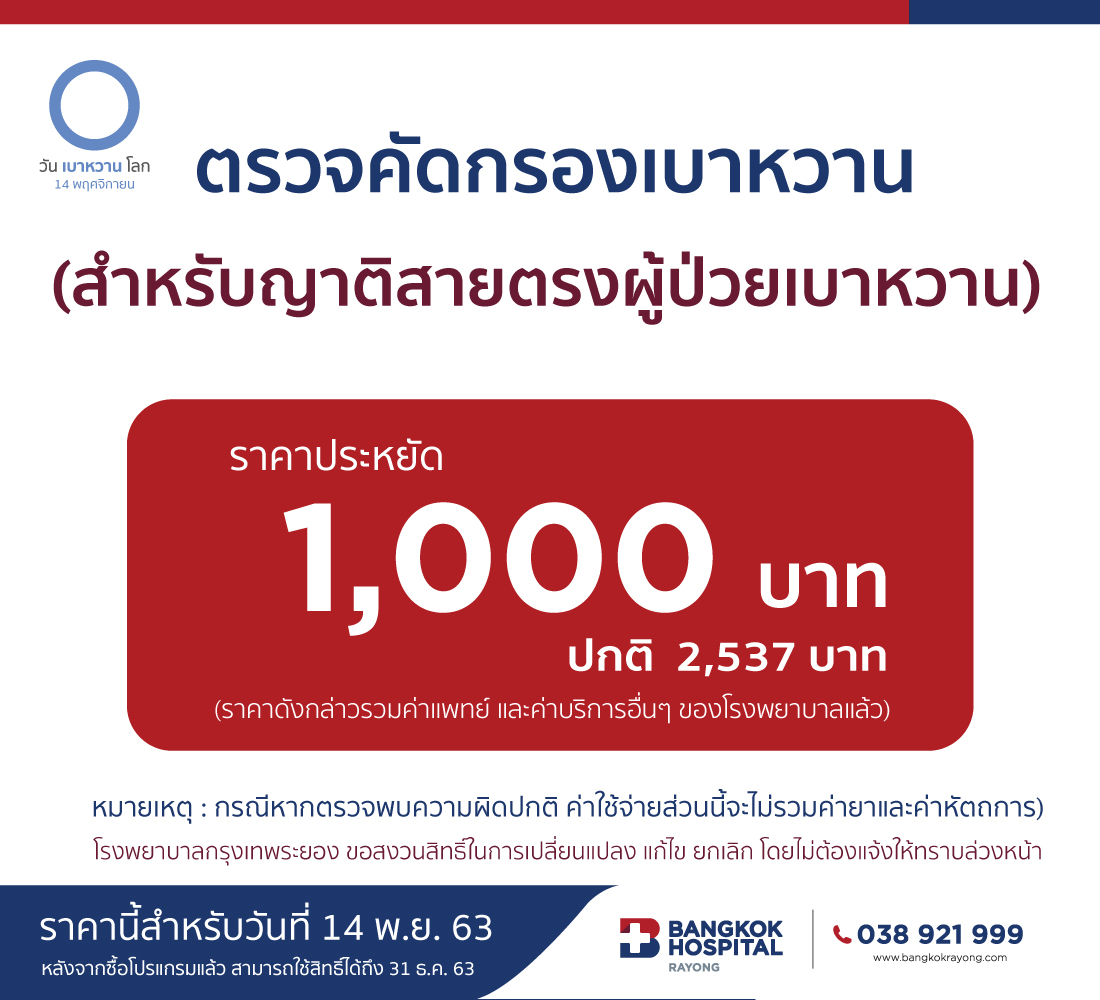 วัน เบาหวาน โลก
14 พฤศจิกายน
ตรวจคัดกรองเบาหวาน
(สำหรับญาติสายตรงผู้ป่วยเบาหวาน)
ราคาประหยัด
1,000 บาท
ปกติ 2,537 บาท
(ราคาดังกล่าวรวมค่าแพทย์ และค่าบริการอื่นๆ ของโรงพยาบาลแล้ว)
หมายเหตุ : กรณีหากตรวจพบความผิดปกติ ค่าใช้จ่ายส่วนนี้จะไม่รวมค่ายาและค่าหัตถการ)
โรงพยาบาลกรุงเทพระยอง ขอสงวนสิทธิ์ในการเปลี่ยนแปลง แก้ไข ยกเลิก โดยไม่ต้องแจ้งให้ทราบล่วงหน้า
ราคานี้สำหรับวันที่ 14 พ.ย. 63
หลังจากซื้อโปรแกรมแล้ว สามารถใช้สิทธิ์ได้ถึง 31 ธ.ค. 63
BANGKOK
HOSPITAL
RAYONG
038 921 999
www.bangkokrayong.com